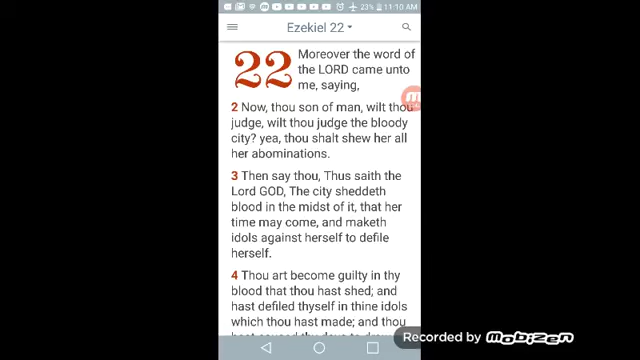 23% 11:10 AM
Ezekiel 22
22 Moreover the word of
the LORD came unto
me, saying,
2 Now, thou son of man, wilt thou
judge, wilt thou judge the bloody
city? yea, thou shalt shew her all
her abominations.
3 Then say thou, Thus saith the
Lord GOD, The city sheddeth
blood in the midst of it, that her
time may come, and maketh
idols against herself to defile
herself.
4 Thou art become guilty in thy
blood that thou hast shed; and
hast defiled thyself in thine idols
which thou hast made; and thou
Recorded by Mobizen